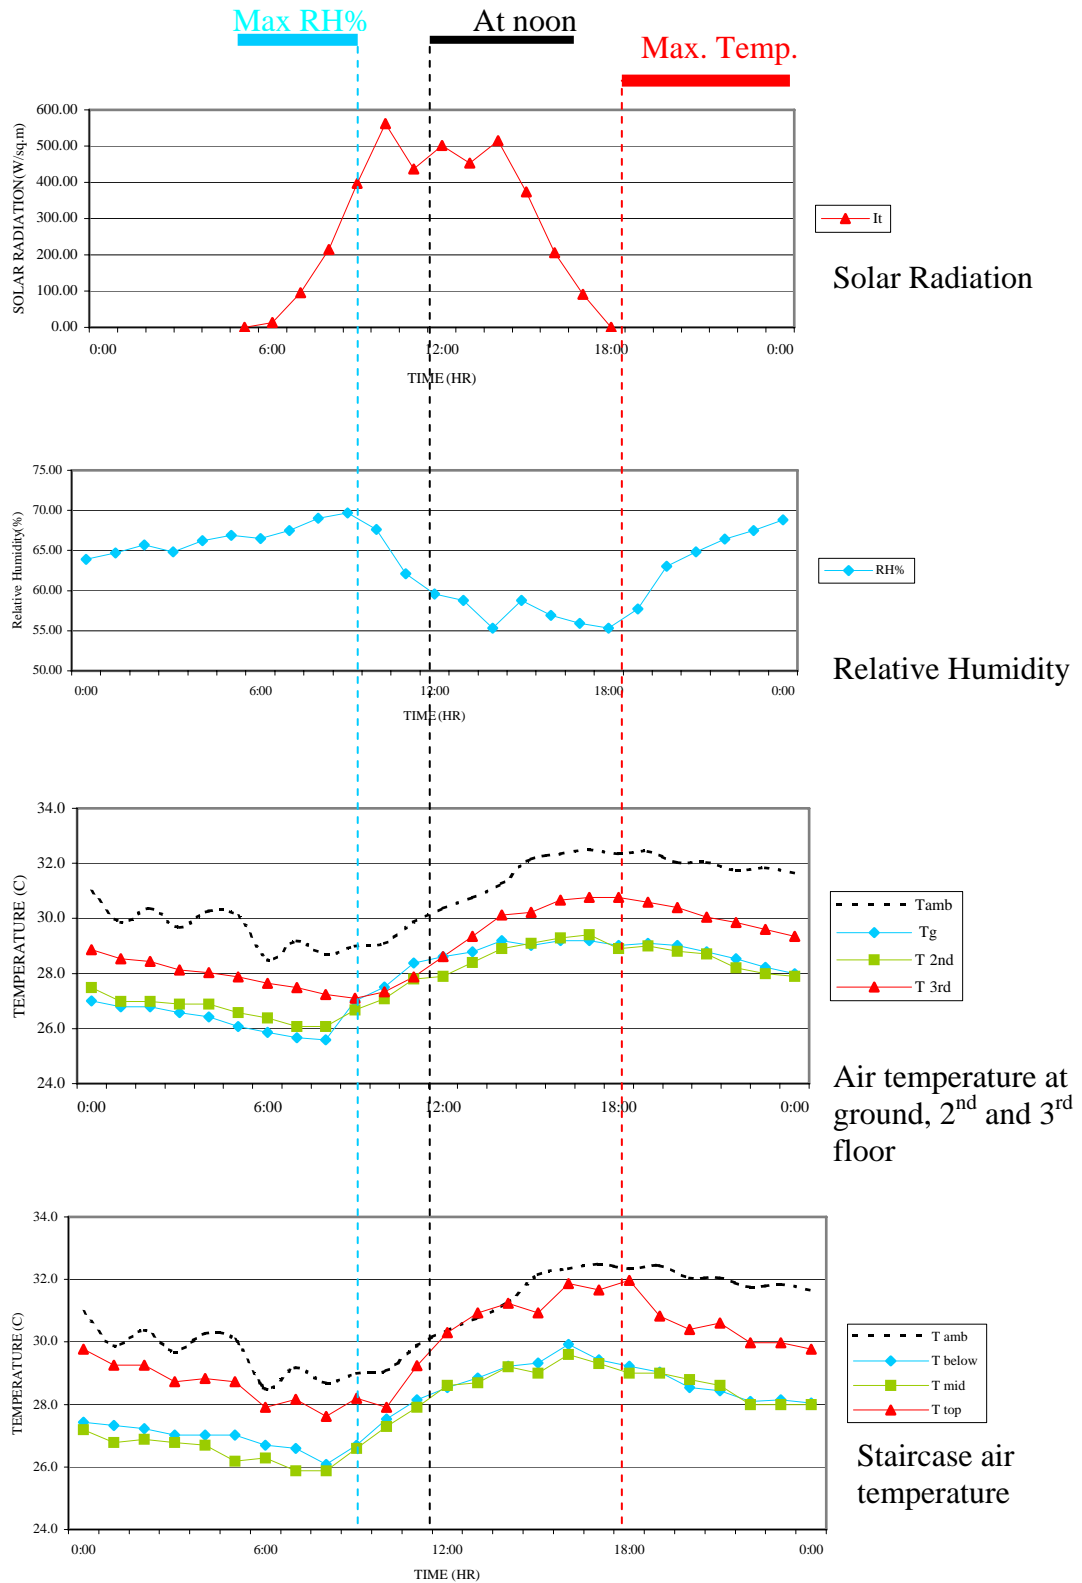 Max RH%
At noon
Max. Temp.
600.00
500.00
400.00
300.00
200.00
100.00
0.00
SOLAR RADIATION(W/sq.m)
0:00 6:00 12:00 18:00 0:00
TIME (HR)
It
Solar Radiation
75.00
70.00
65.00
60.00
55.00
50.00
Relative Humidity(%)
0:00 6:00 12:00 18:00 0:00
TIME (HR)
RH%
Relative Humidity
34.0
32.0
30.0
28.0
26.0
24.0
TEMPERATURE (C)
0:00 6:00 12:00 18:00 0:00
Tamb
Tg
T 2nd
T 3rd
Air temperature at
ground, 2nd and 3rd
floor
34.0
32.0
30.0
28.0
26.0
24.0
TEMPERATURE (C)
0:00 6:00 12:00 18:00 0:00
TIME (HR)
T amb
T below
T mid
T top
Staircase air
temperature